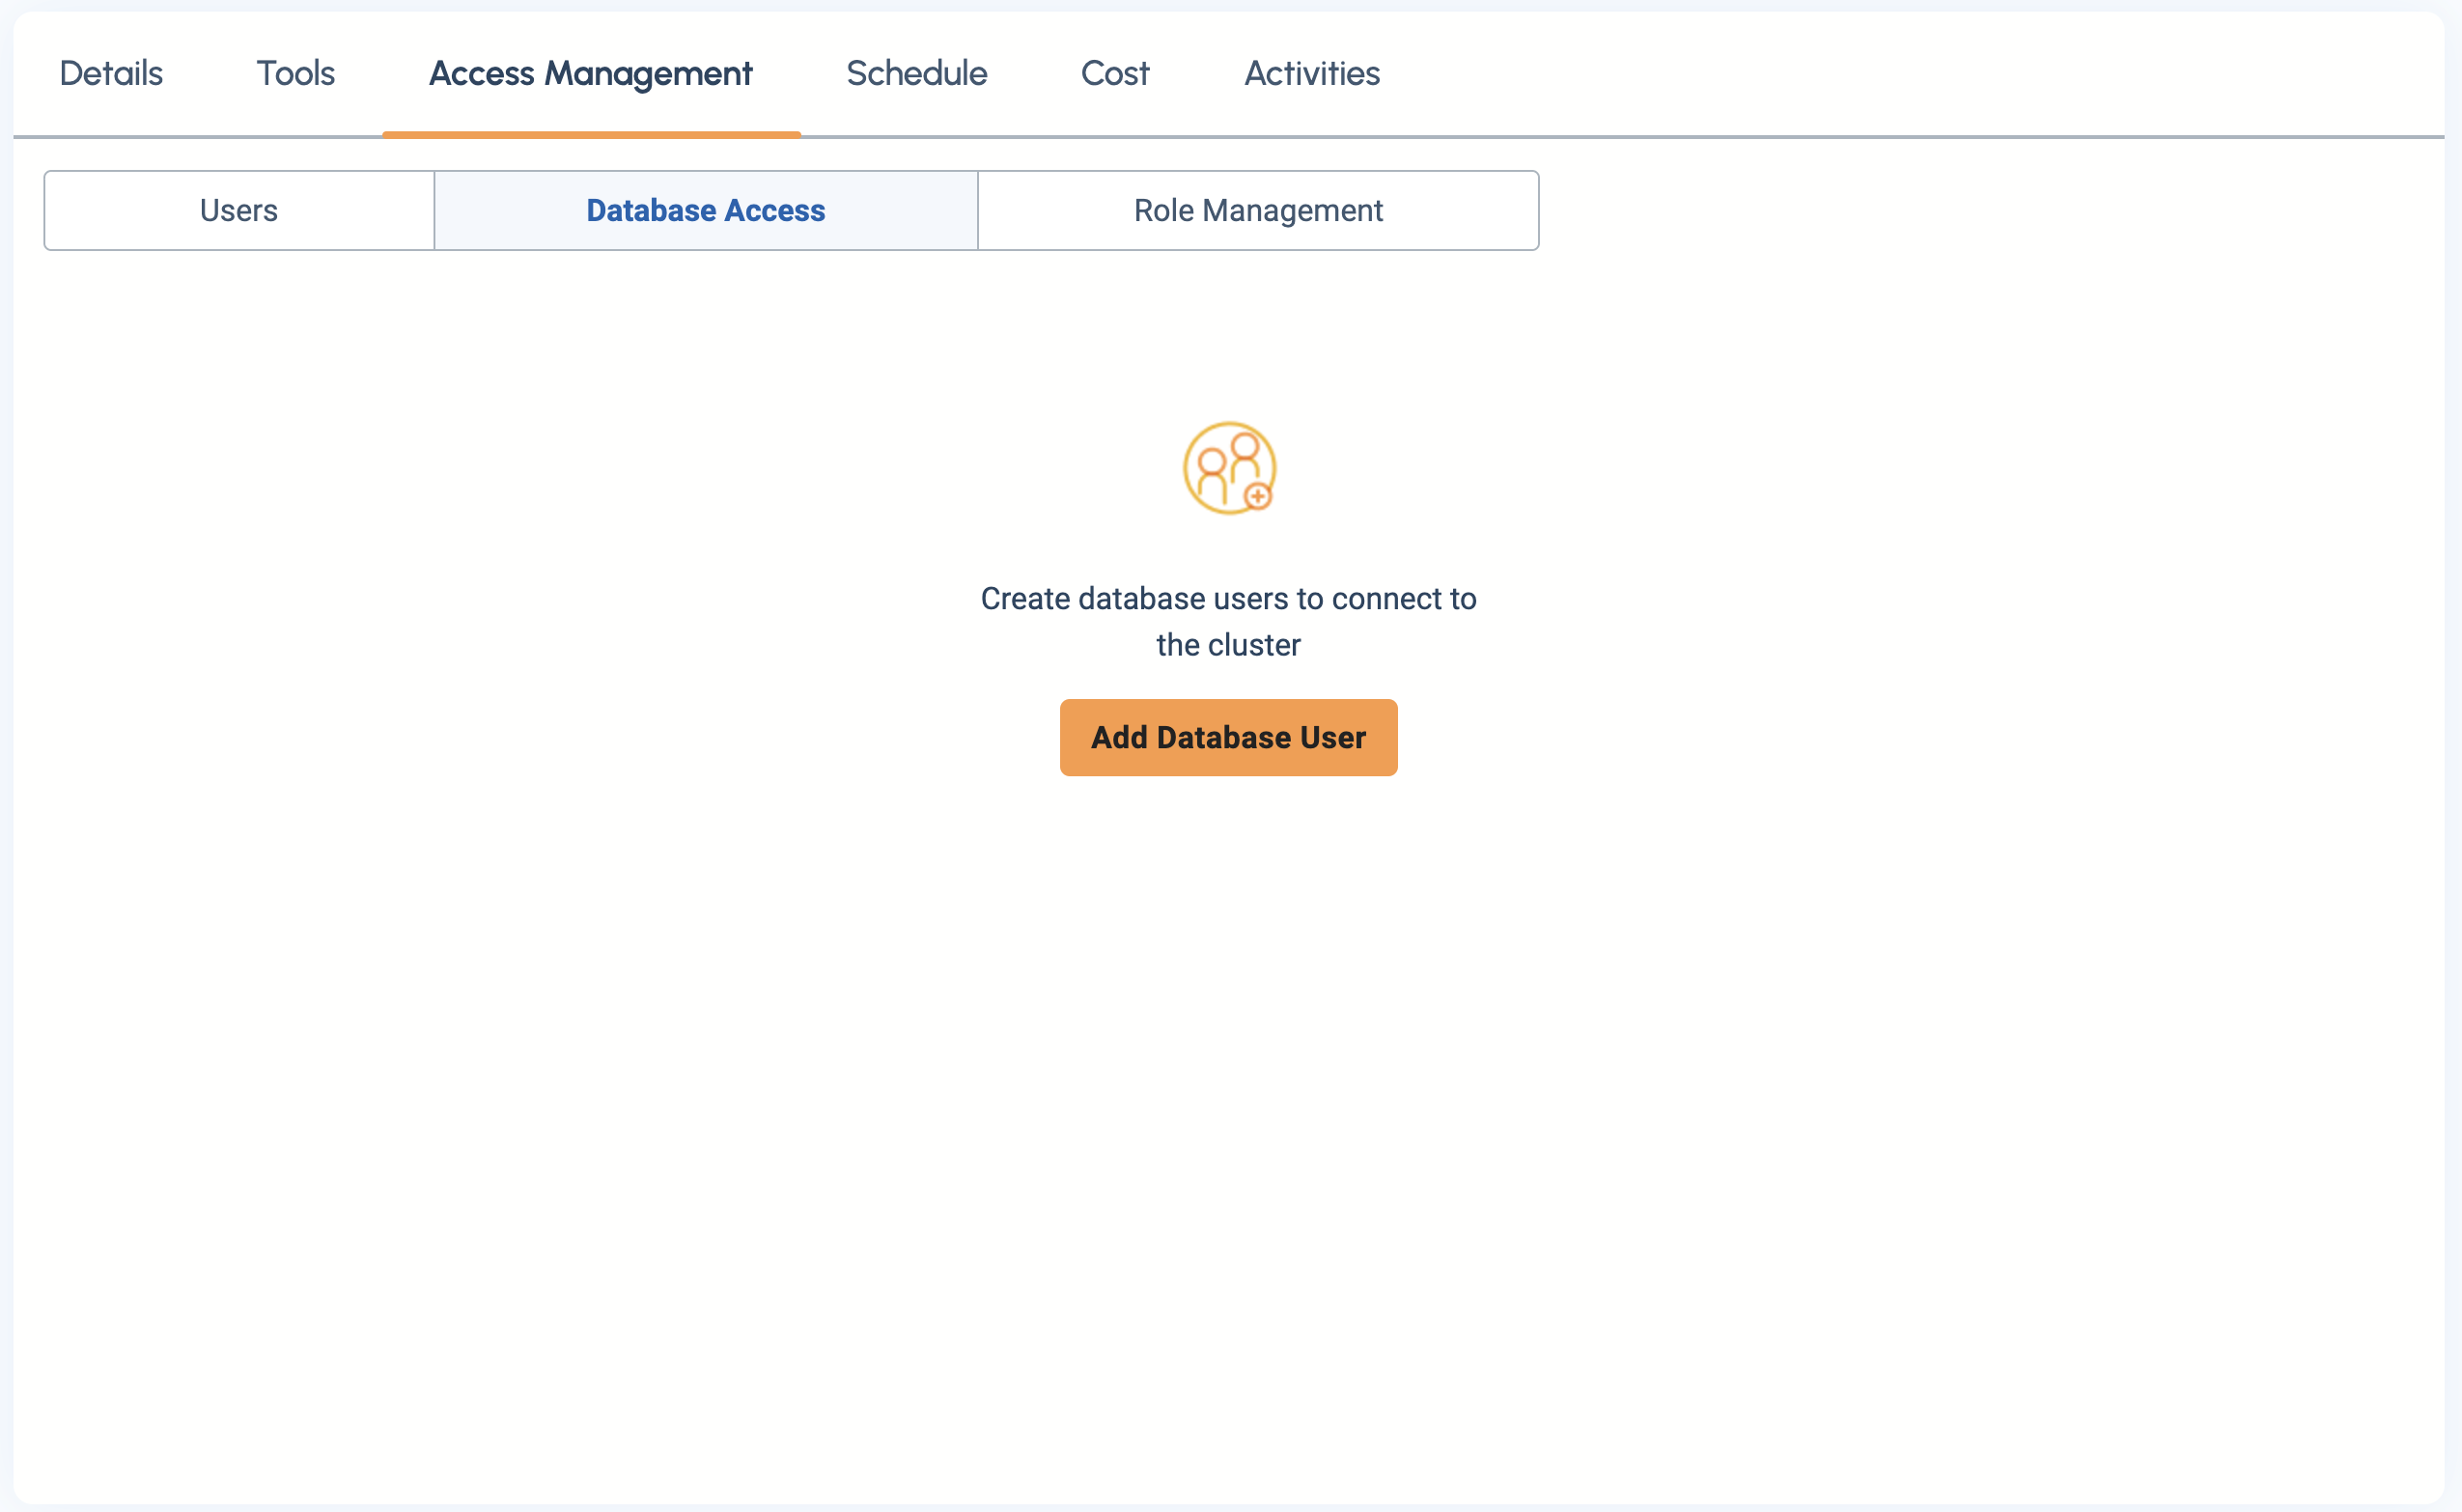 Details
Tools
Access Management
Schedule
Cost
Activities
Users
Database Access
Role Management
Create database users to connect to
the cluster
Add Database User